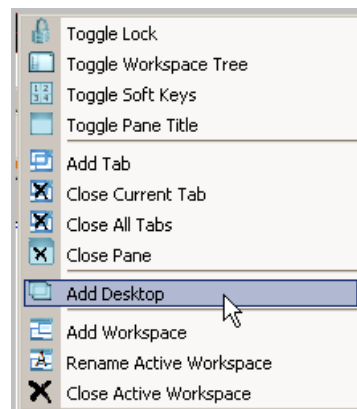 Toggle Lock
Toggle Workspace Tree
Toggle Soft Keys
Toggle Pane Title
Add Tab
Close Current Tab
Close All Tabs
Close Pane
Add Desktop
Add Workspace
Rename Active Workspace
Close Active Workspace